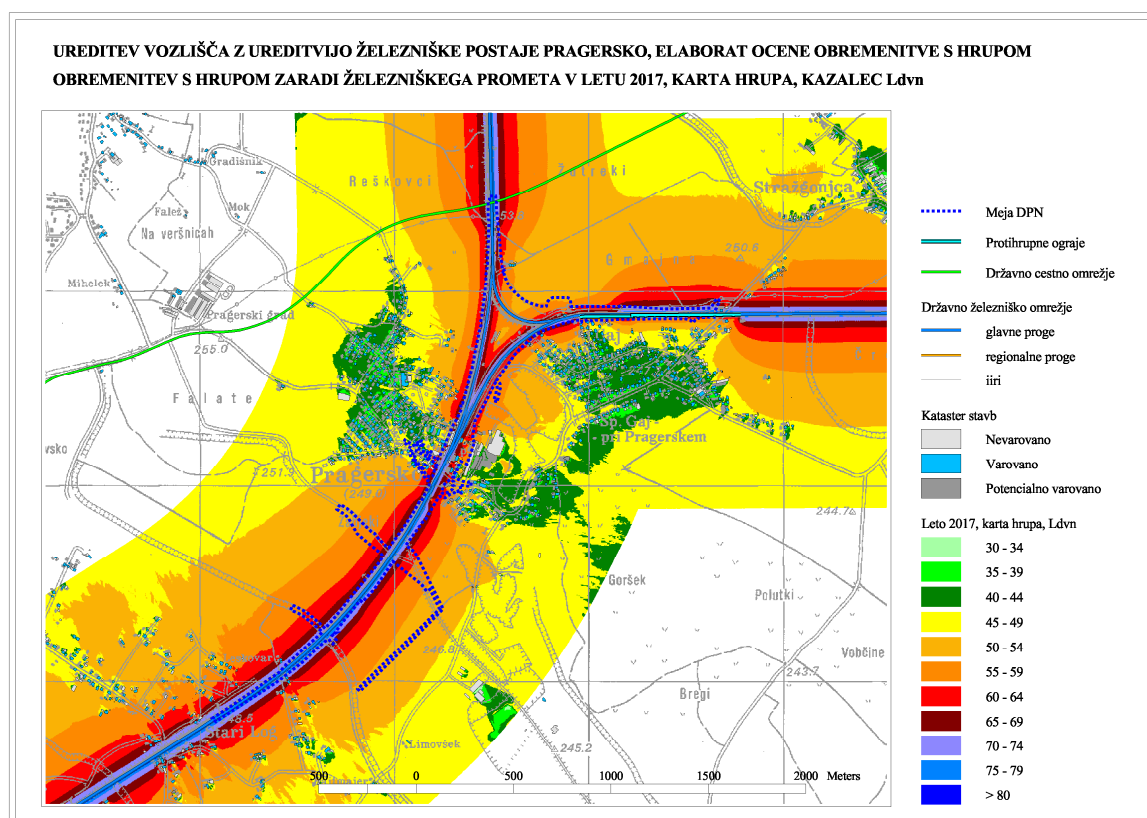 UREDITEV VOZLIŠČA Z UREDITVIJO ŽELEZNIŠKE POSTAJE PRAGERSKO, ELABORAT OCENE OBREMENITVE S HRUPOM
OBREMENITEV S HRUPOM ZARADI ŽELEZNIŠKEGA PROMETA V LETU 2017, KARTA HRUPA, KAZALEC Ldvn
Gradišnik
Reškovci
Žatreki
Stražgonjca
Mok
Falež
Na veršnicah
250.6
Gmajna
Mihelek
Pragerski grad
255.0
Falate
Sp. Gaj
pri Pragerskem
vsko
251.3
Pragersko
(249.6)
244.7
Goršek
Polutki
246.0
Vobčine
243.7
Bregi
Stari Log
Limovšek
245.2
500
0
500
1000
1500
2000 Meters
Meja DPN
Protihrupne ograje
Državno cestno omrežje
Državno železniško omrežje
glavne proge
regionalne proge
iiri
Kataster stavb
Nevarovano
Varovano
Potencialno varovano
Leto 2017, karta hrupa, Ldvn
30 - 34
35 - 39
40 - 44
45 - 49
50 - 54
55 - 59
60 - 64
65 - 69
70 - 74
75 - 79
> 80